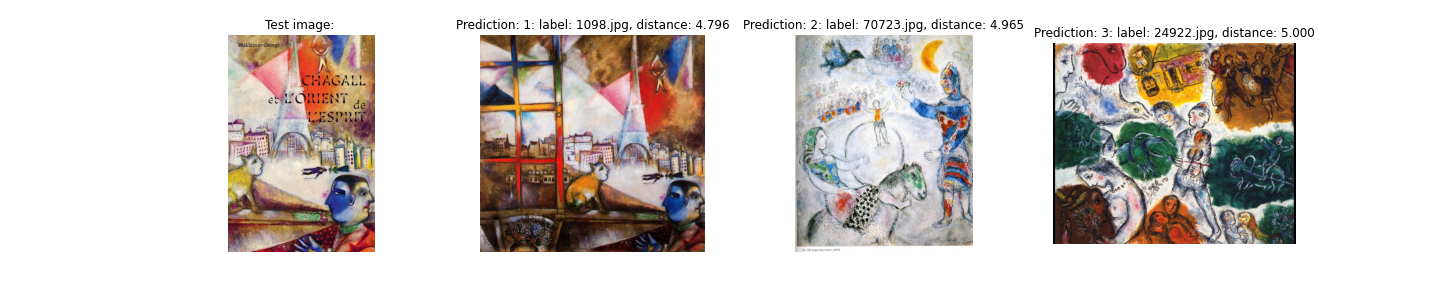 Test image:
Prediction: 1: label: 1098.jpg, distance: 4.796
Prediction: 2: label: 70723.jpg, distance: 4.965
Prediction: 3: label: 24922.jpg, distance: 5.000
Waldemar-George
CHAGALL
et L'ORIENT de
L'ESPRIT